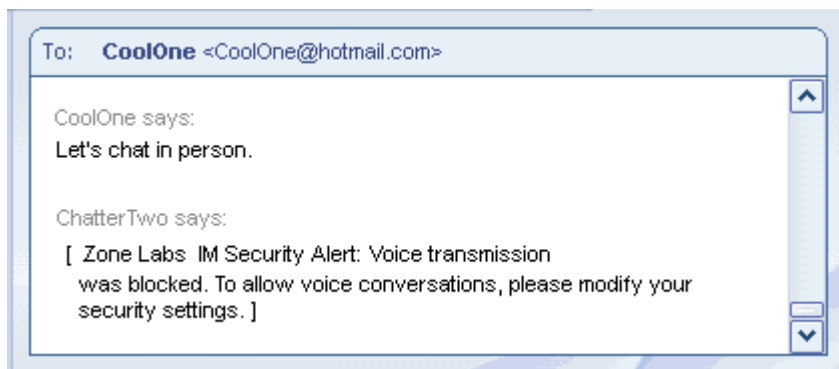 To: CoolOne <CoolOne@hotmail.com>
CoolOne says:
Let's chat in person.
ChatterTwo says:
[ Zone Labs IM Security Alert: Voice transmission
was blocked. To allow voice conversations, please modify your
security settings. ]